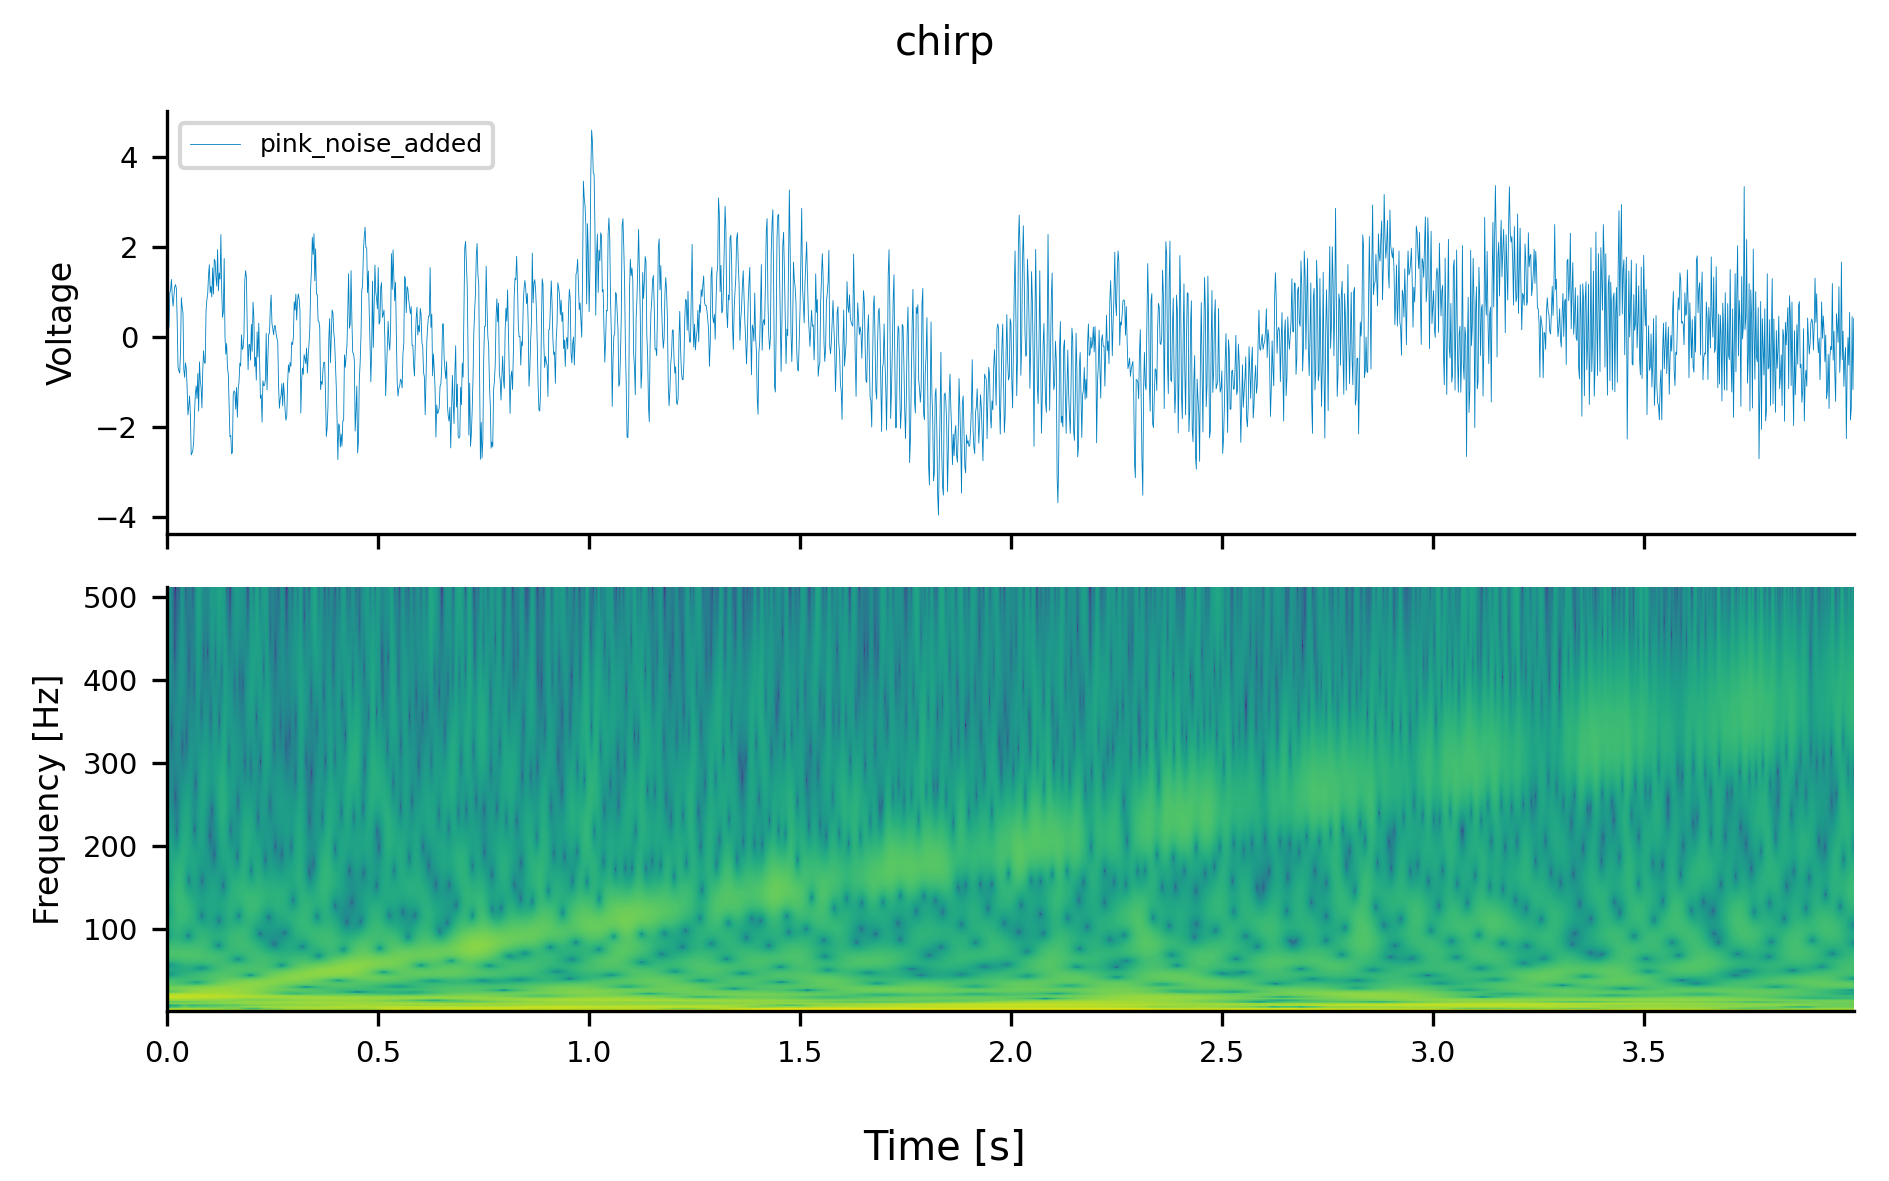 chirp
pink_noise_added
Voltage
4
2
0
−2
−4
Frequency [Hz]
500
400
300
200
100
0.0 0.5 1.0 1.5 2.0 2.5 3.0 3.5
Time [s]